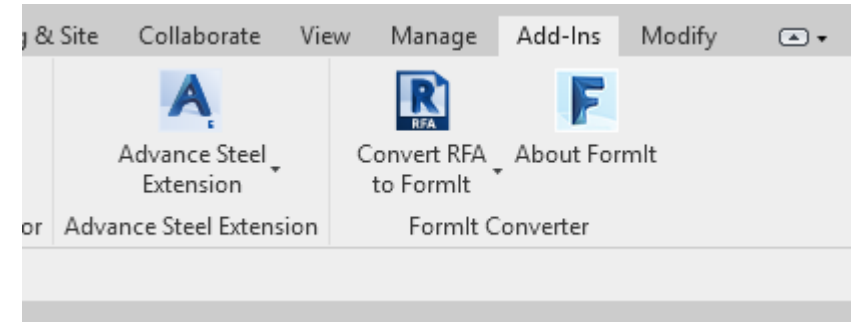 & Site Collaborate View Manage Add-Ins Modify
A
E
R
RFA
F
Advance Steel Convert RFA About FormIt
Extension to FormIt
or Advance Steel Extension FormIt Converter